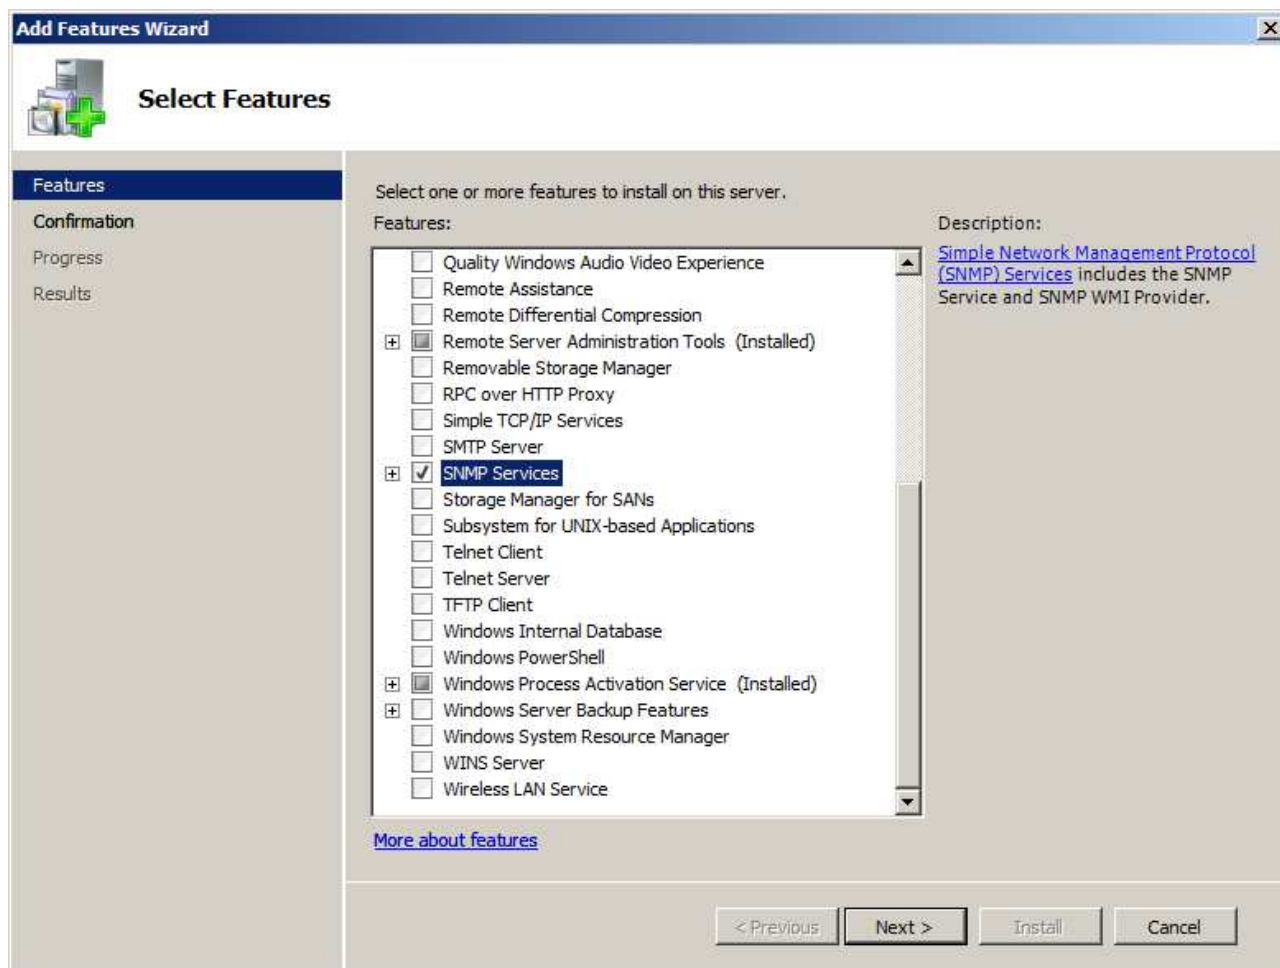 Add Features Wizard
Select Features
Features
Confirmation
Progress
Results
Select one or more features to install on this server.
Features:
Quality Windows Audio Video Experience
Remote Assistance
Remote Differential Compression
Remote Server Administration Tools (Installed)
Removable Storage Manager
RPC over HTTP Proxy
Simple TCP/IP Services
SMTP Server
SNMP Services
Storage Manager for SANs
Subsystem for UNIX-based Applications
Telnet Client
Telnet Server
TFTP Client
Windows Internal Database
Windows PowerShell
Windows Process Activation Service (Installed)
Windows Server Backup Features
Windows System Resource Manager
WINS Server
Wireless LAN Service
More about features
Description:
Simple Network Management Protocol
(SNMP) Services includes the SNMP
Service and SNMP WMI Provider.
< Previous
Next >
Install
Cancel